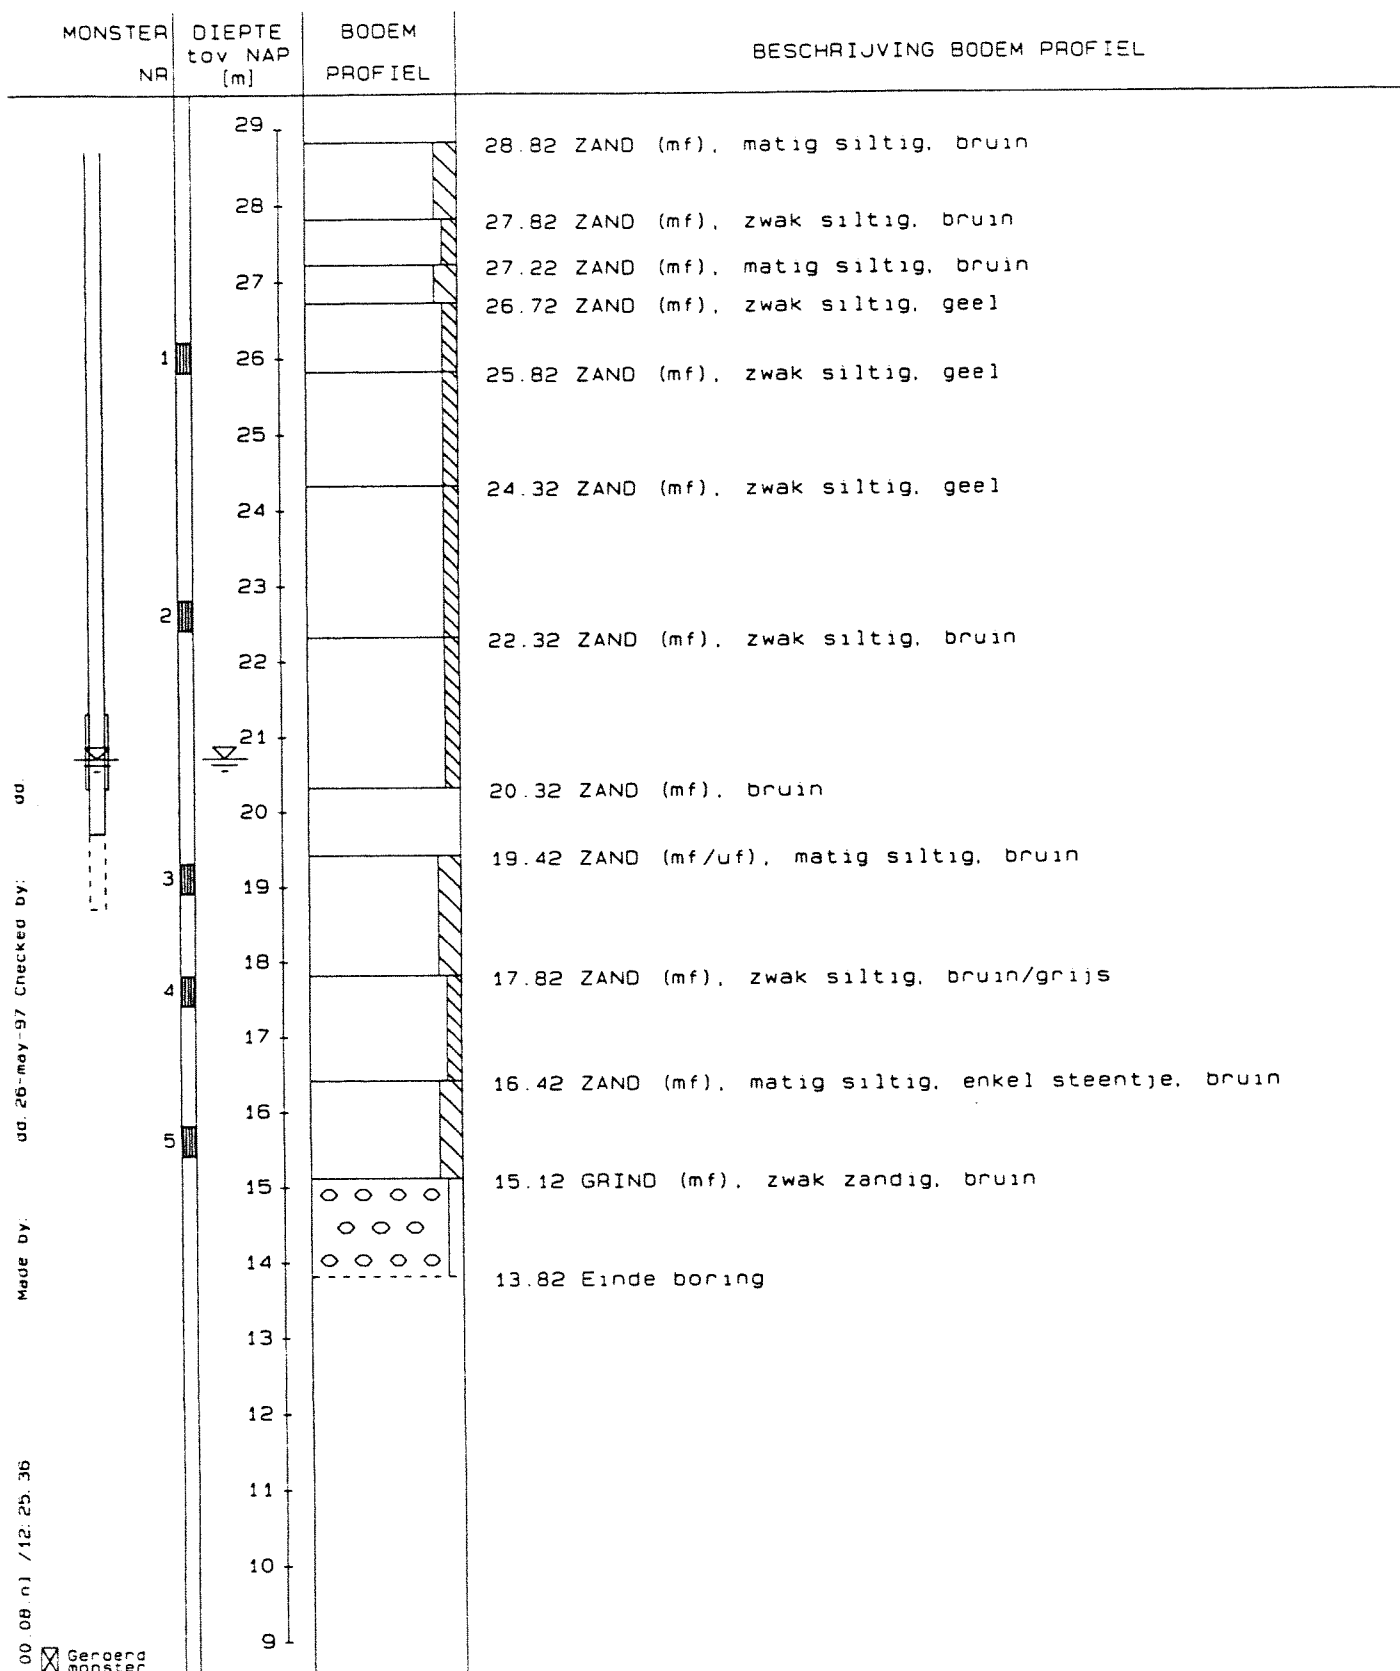 MONSTER NR
DIEPTE tov NAP [m]
BODEM PROFIEL
BESCHRIJVING BODEM PROFIEL
29
28.82 ZAND (mf), matig siltig, bruin
28
27.82 ZAND (mf), zwak siltig, bruin
27.22 ZAND (mf), matig siltig, bruin
27
26.72 ZAND (mf), zwak siltig, geel
1
26
25.82 ZAND (mf), zwak siltig, geel
25
24.32 ZAND (mf), zwak siltig, geel
24
23
2
22.32 ZAND (mf), zwak siltig, bruin
22
21
20.32 ZAND (mf), bruin
20
19.42 ZAND (mf/uf), matig siltig, bruin
3
19
18
17.82 ZAND (mf), zwak siltig, bruin/grijs
4
17
16.42 ZAND (mf), matig siltig, enkel steentje, bruin
16
5
15.12 GRIND (mf), zwak zandig, bruin
15
14
13.82 Einde boring
13
12
11
10
9
00.08.nl /12.25.36 Made by: dd. 26-may-97 Checked by: dd.
Geroerd
monster